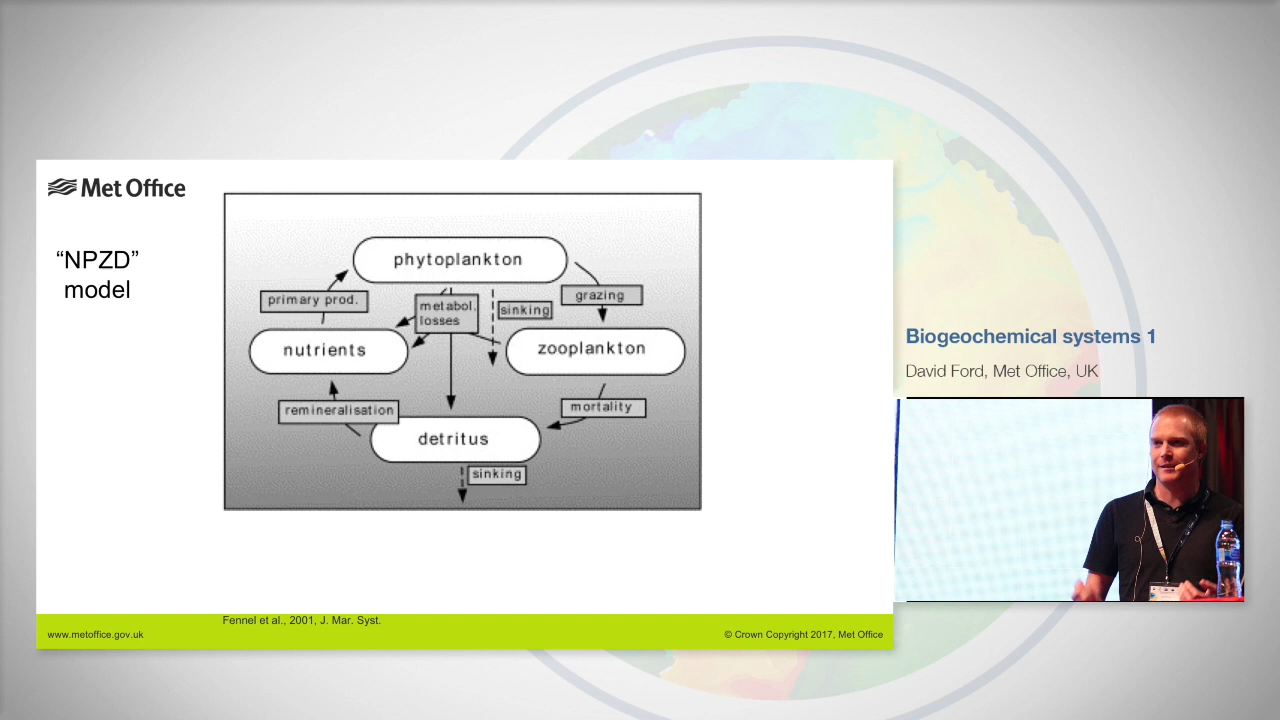 Met Office
“NPZD”
model
phytoplankton
primary prod.
metabol.
losses
sinking
grazing
nutrients
zooplankton
remineralisation
mortality
detritus
sinking
Fennel et al., 2001, J. Mar. Syst.
www.metoffice.gov.uk
© Crown Copyright 2017, Met Office
Biogeochemical systems 1
David Ford, Met Office, UK